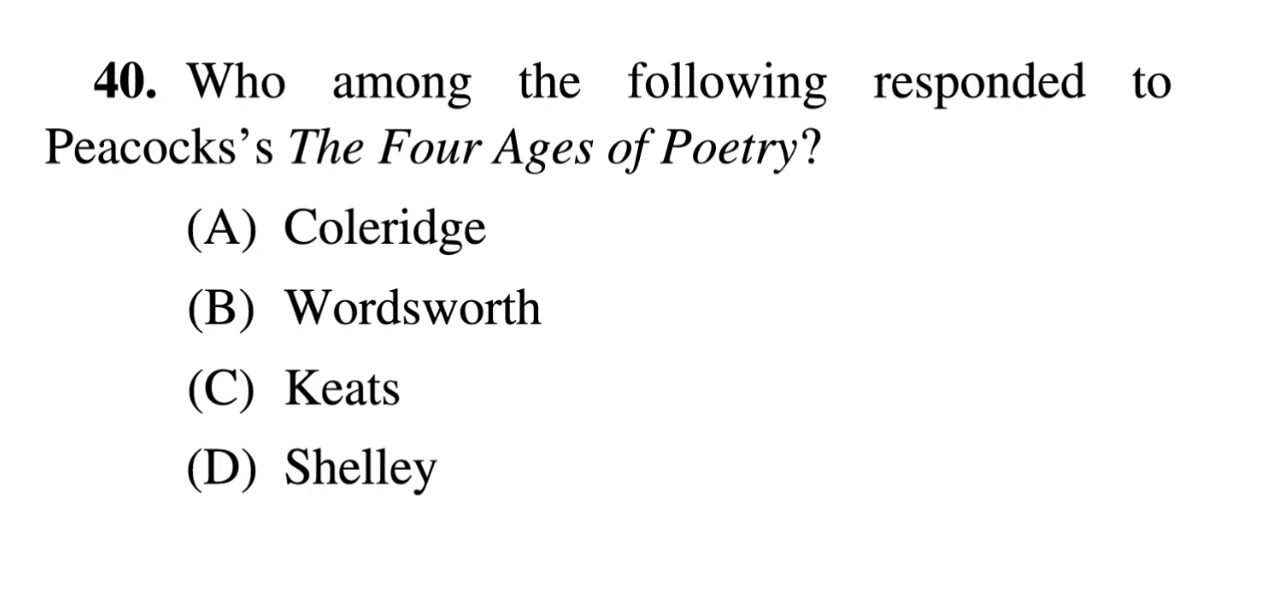 40. Who among the following responded to
Peacocks’s The Four Ages of Poetry?
(A) Coleridge
(B) Wordsworth
(C) Keats
(D) Shelley